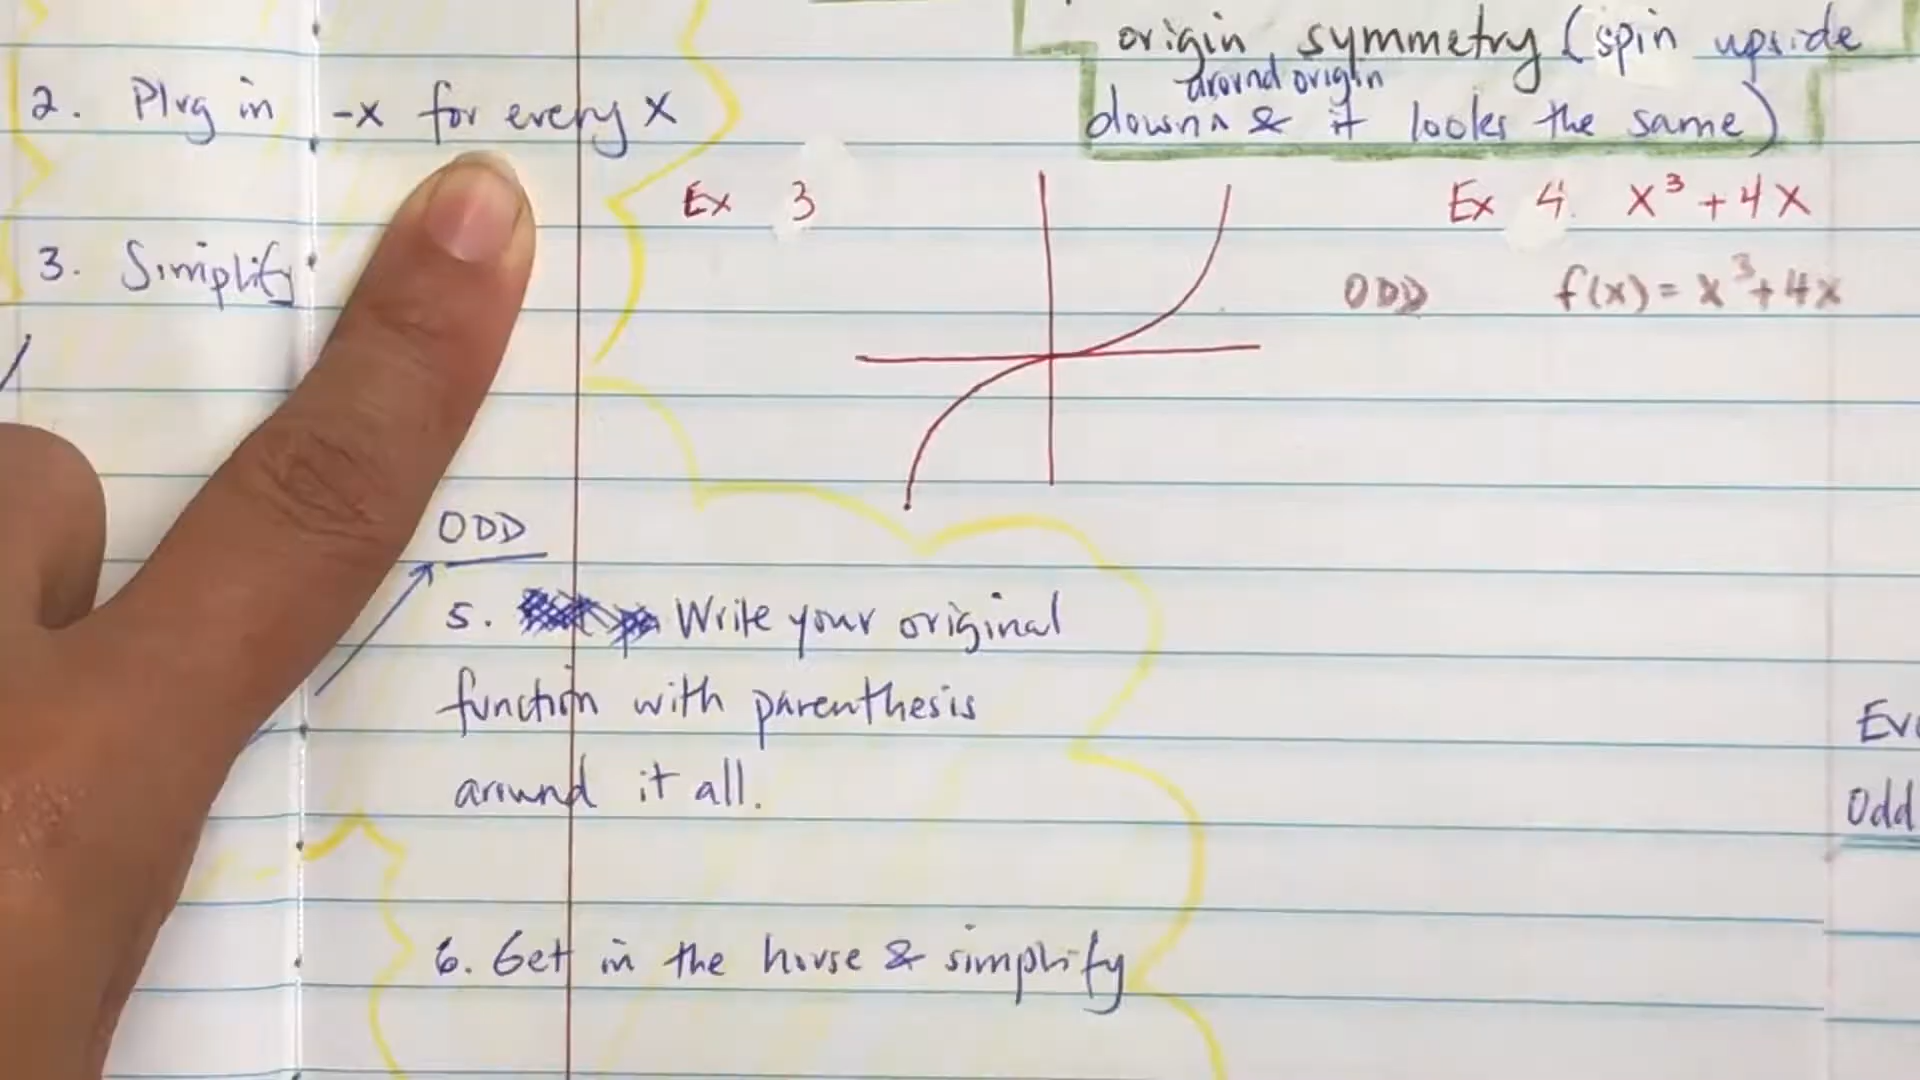 origin symmetry (spin upside
around origin
down ^ & it looks the same)
2. Plug in -x for every x
3. Simplify
Ex 3
Ex 4. x³ + 4x
ODD f(x) = x³ + 4x
ODD
5. Write your original
function with parenthesis
around it all.
6. Get in the house & simplify
Eve
Odd